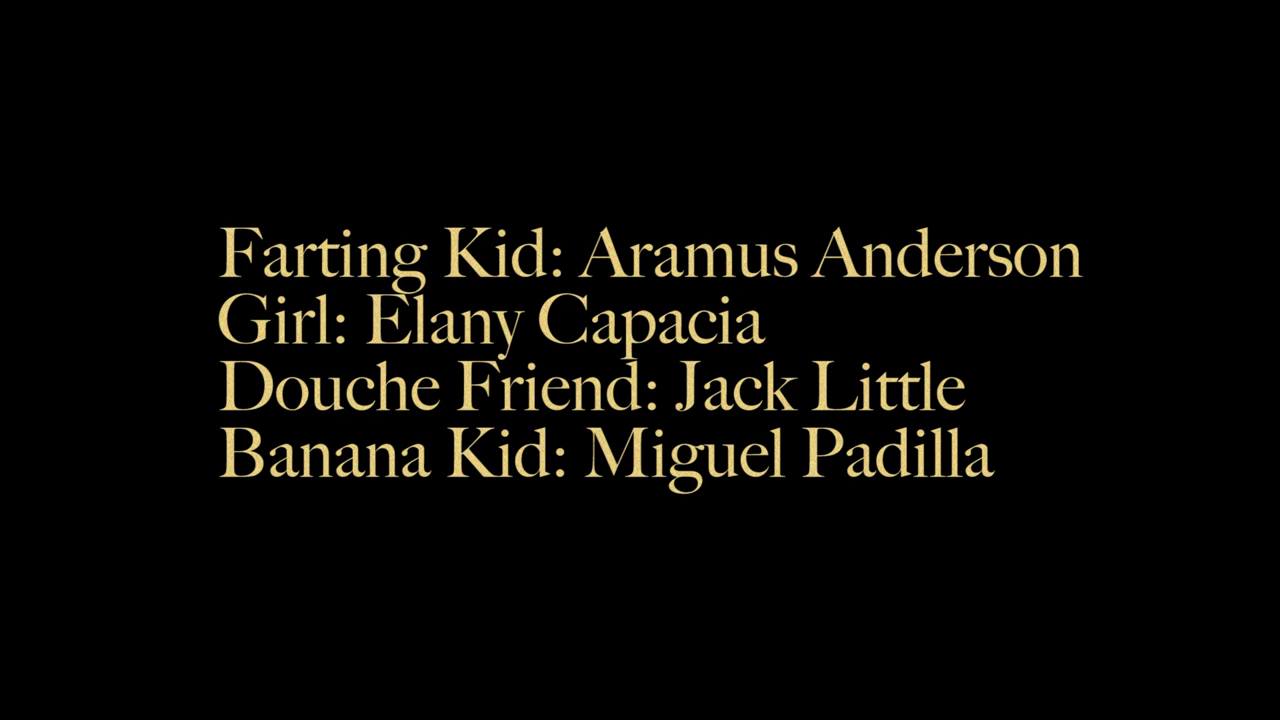 Farting Kid: Aramus Anderson
Girl: Elany Capacia
Douche Friend: Jack Little
Banana Kid: Miguel Padilla